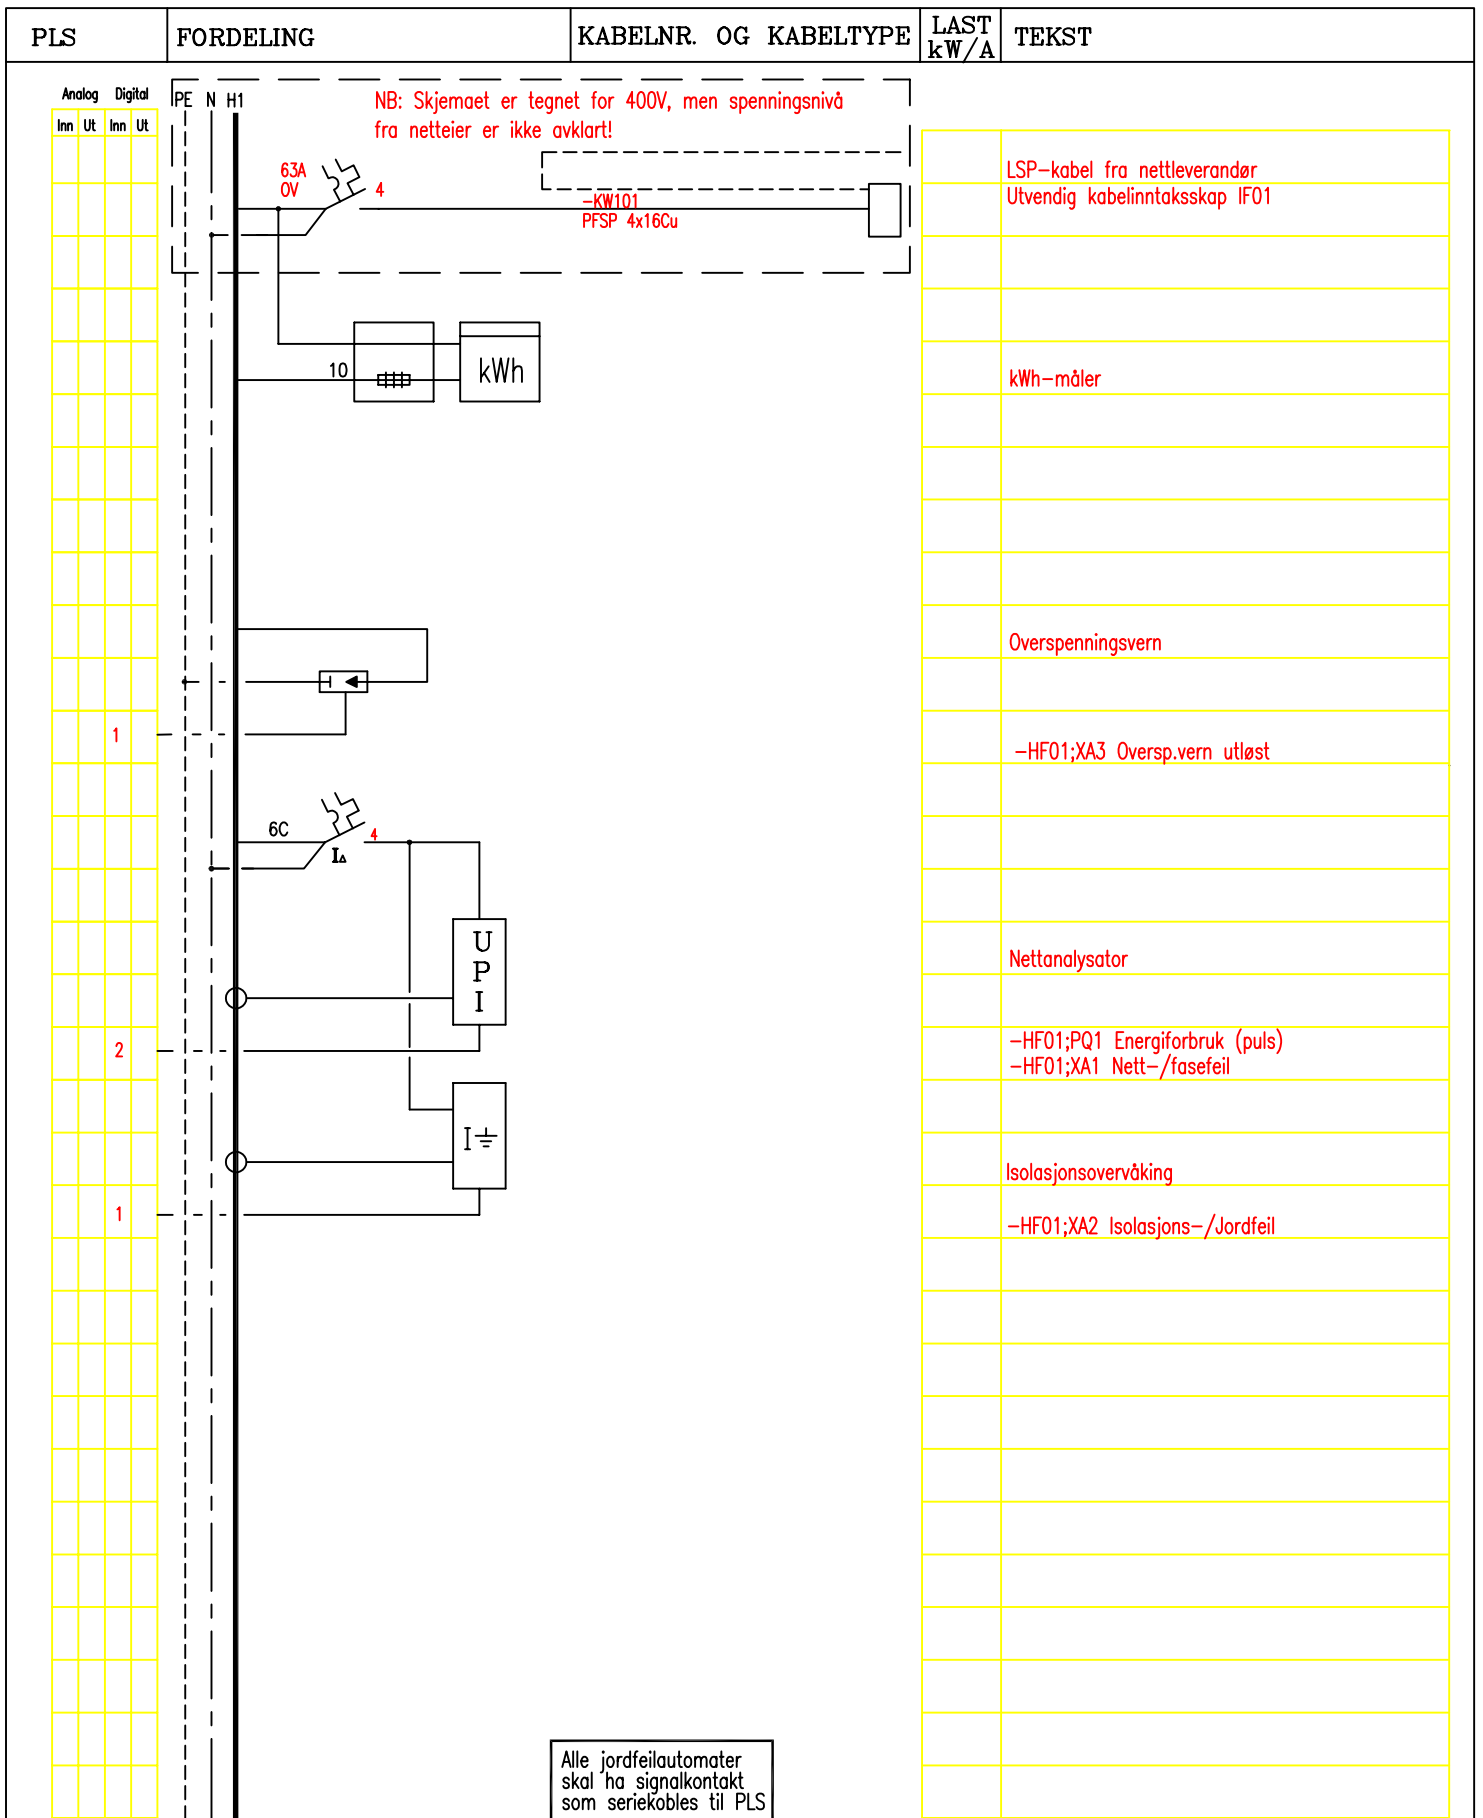 PLS FORDELING KABELNR. OG KABELTYPE LAST kW/A TEKST
Analog Digital PE N H1
Inn Ut Inn Ut
NB: Skjemaet er tegnet for 400V, men spenningsnivå
fra netteier er ikke avklart!
63A
OV
4
-KW101
PFSP 4x16Cu
LSP-kabel fra nettleverandør
Utvendig kabelinntaksskap IF01
10
kWh
kWh-måler
Overspenningsvern
1
-HF01;XA3 Oversp.vern utløst
6C
4
I∆
U
P
I
Nettanalysator
2
-HF01;PQ1 Energiforbruk (puls)
-HF01;XA1 Nett-/fasefeil
I
Isolasjonsovervåking
1
-HF01;XA2 Isolasjons-/Jordfeil
Alle jordfeilautomater
skal ha signalkontakt
som seriekobles til PLS